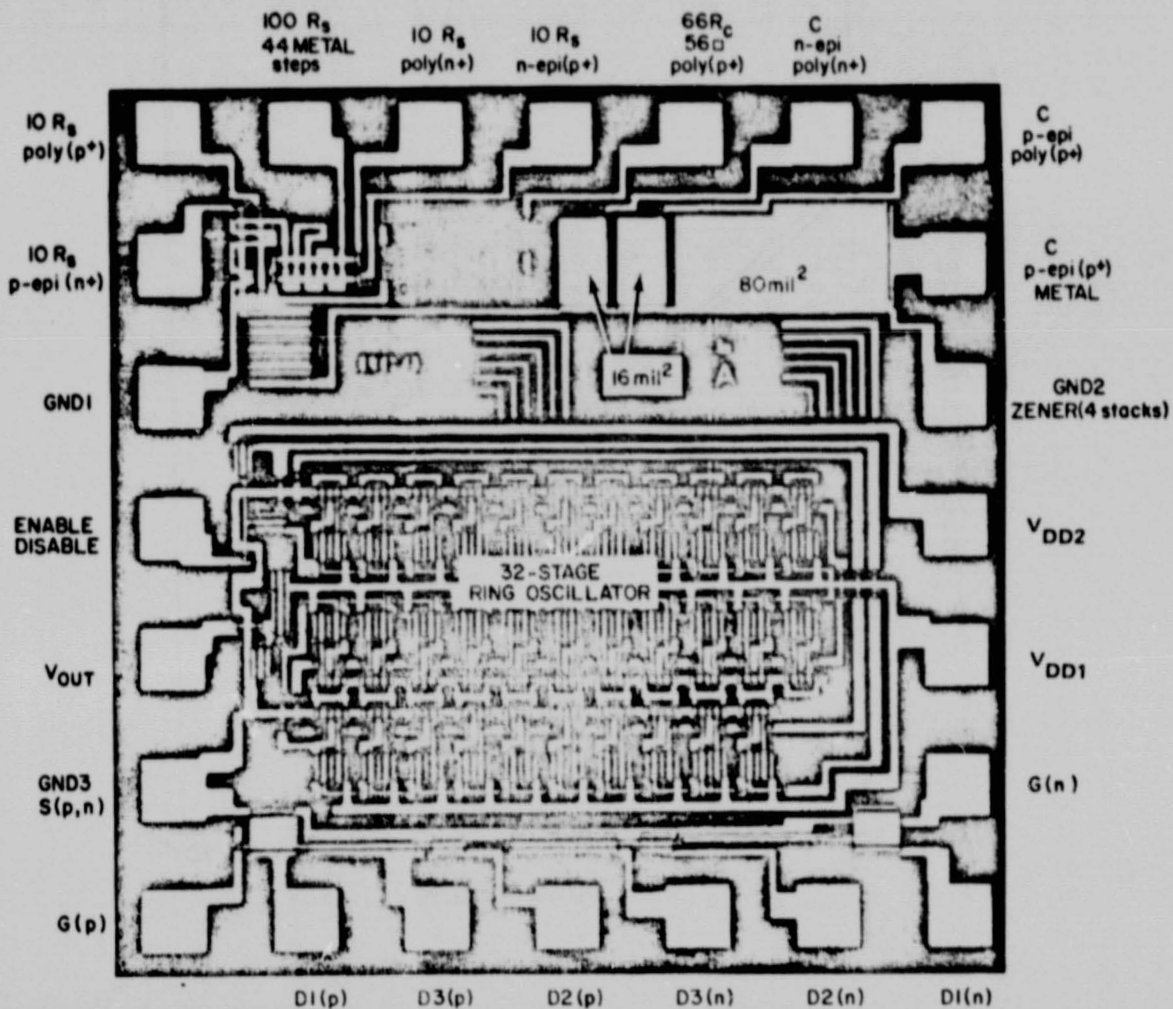 100 Rs
44 METAL
steps
10 Rs
poly(n+)
10 Rs
n-epi(p+)
66Rc
56□
poly(p+)
C
n-epi
poly(n+)
10 Rs
poly(p+)
C
p-epi
poly(p+)
10 Rs
p-epi(n+)
C
p-epi(p+)
METAL
80mil²
16mil²
GND1
GND2
ZENER(4 stacks)
ENABLE
DISABLE
VDD2
32-STAGE
RING OSCILLATOR
VOUT
VDD1
GND3
S(p,n)
G(n)
G(p)
D1(p)
D3(p)
D2(p)
D3(n)
D2(n)
D1(n)